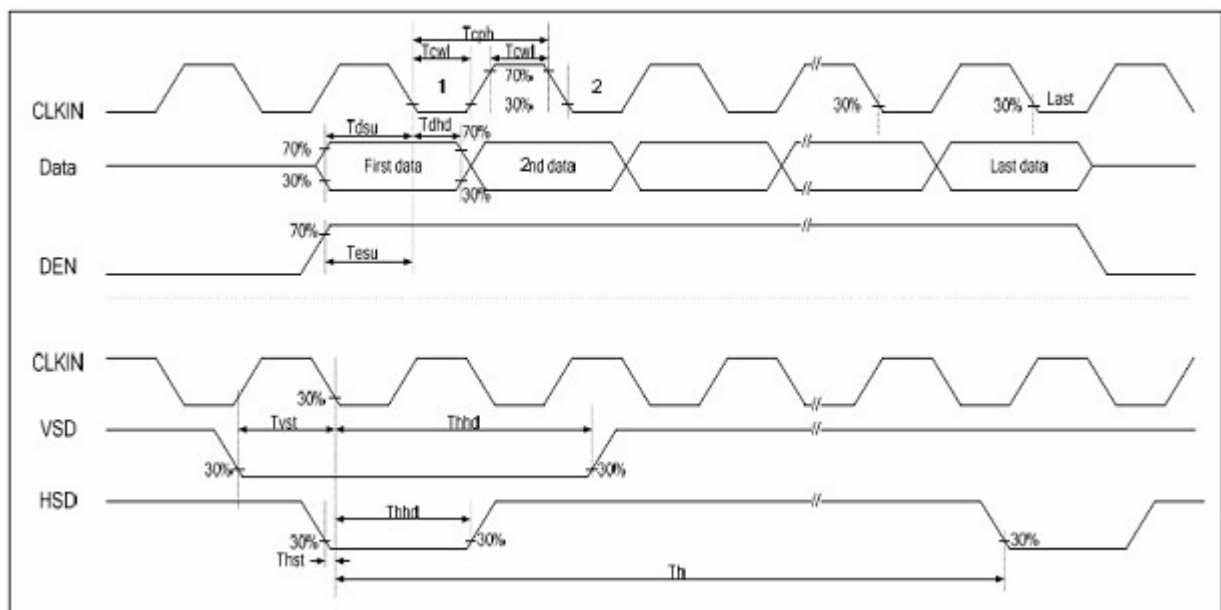 Tcph
Tcwl Tcwl
70%
1 30% 2 30% 30% Last
CLKIN
Tdsu Tdhd 70%
70%
Data First data 2nd data Last data
30% 30%
70%
Tesu
DEN
CLKIN
30%
VSD Tvst Thhdl
30% 30%
HSD
Thhdl
30% 30% 30%
Thst
Th